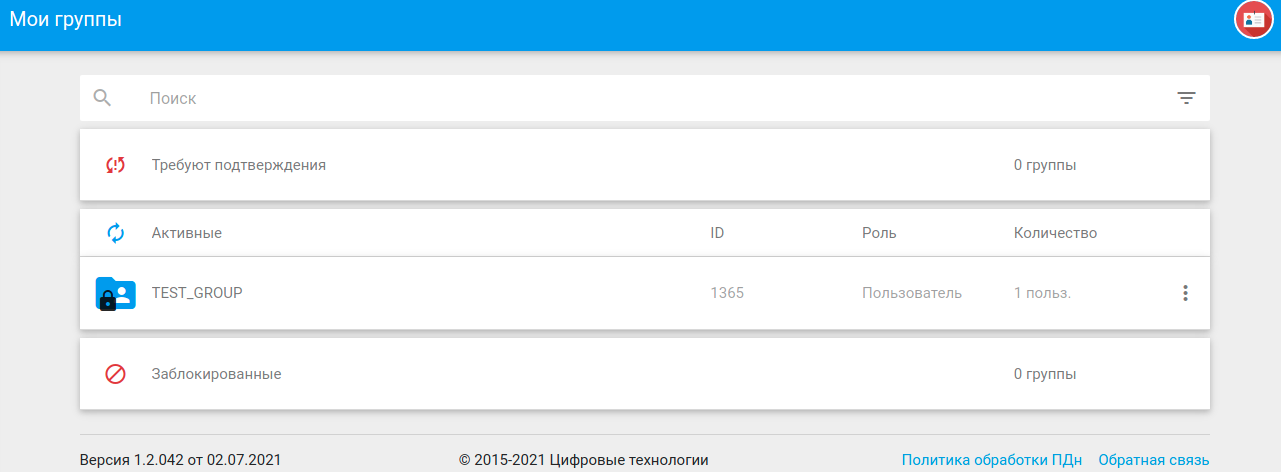 Мои группы
Поиск
Требуют подтверждения 0 группы
Активные ID Роль Количество
TEST_GROUP 1365 Пользователь 1 польз.
Заблокированные 0 группы
Версия 1.2.042 от 02.07.2021 © 2015-2021 Цифровые технологии Политика обработки ПДн Обратная связь